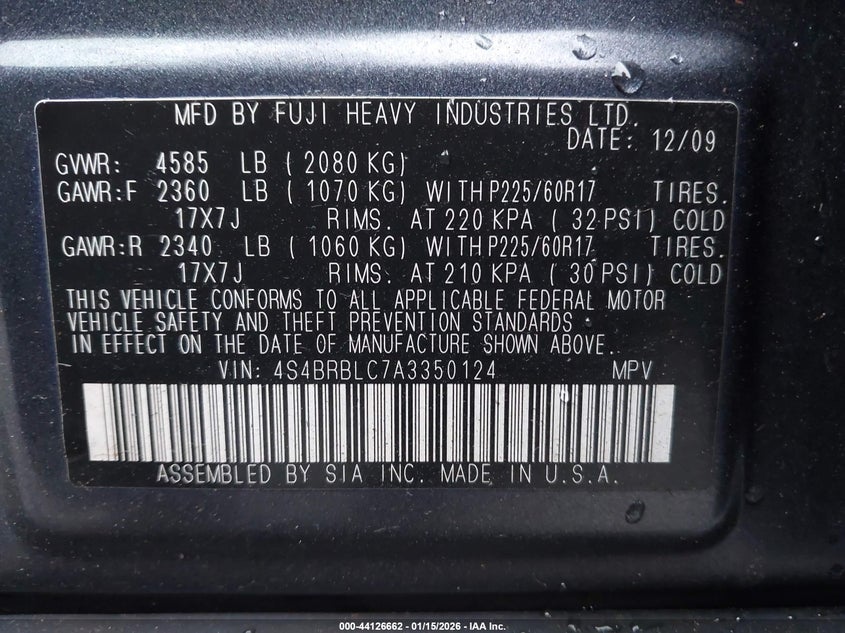 MFD BY FUJI HEAVY INDUSTRIES LTD.
DATE: 12/09
GVWR: 4585 LB ( 2080 KG)
GAWR:F 2360 LB ( 1070 KG) WITH P225/60R17 TIRES.
17X7J RIMS. AT 220 KPA ( 32 PSI) COLD
GAWR:R 2340 LB ( 1060 KG) WITH P225/60R17 TIRES.
17X7J RIMS. AT 210 KPA ( 30 PSI) COLD
THIS VEHICLE CONFORMS TO ALL APPLICABLE FEDERAL MOTOR
VEHICLE SAFETY AND THEFT PREVENTION STANDARDS
IN EFFECT ON THE DATE OF MANUFACTURE SHOWN ABOVE.
VIN: 4S4BRBLC7A3350124 MPV
ASSEMBLED BY SIA INC. MADE IN U.S.A.
000-44126662 - 01/15/2026 - IAA Inc.